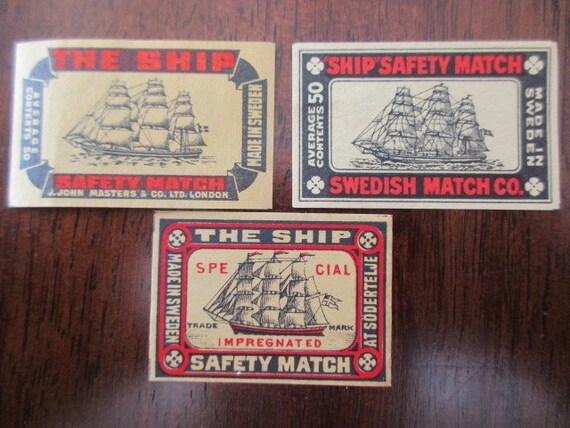 THE SHIP
AVERAGE
CONTENTS 50
MADE IN SWEDEN
SAFETY MATCH
J. JOHN MASTERS & CO. LTD. LONDON
"SHIP" SAFETY MATCH
AVERAGE
CONTENTS 50
MADE IN
SWEDEN
SWEDISH MATCH CO.
THE SHIP
MADE IN SWEDEN
SPE CIAL
TRADE MARK
IMPREGNATED
AT SÖDERTELJE
SAFETY MATCH